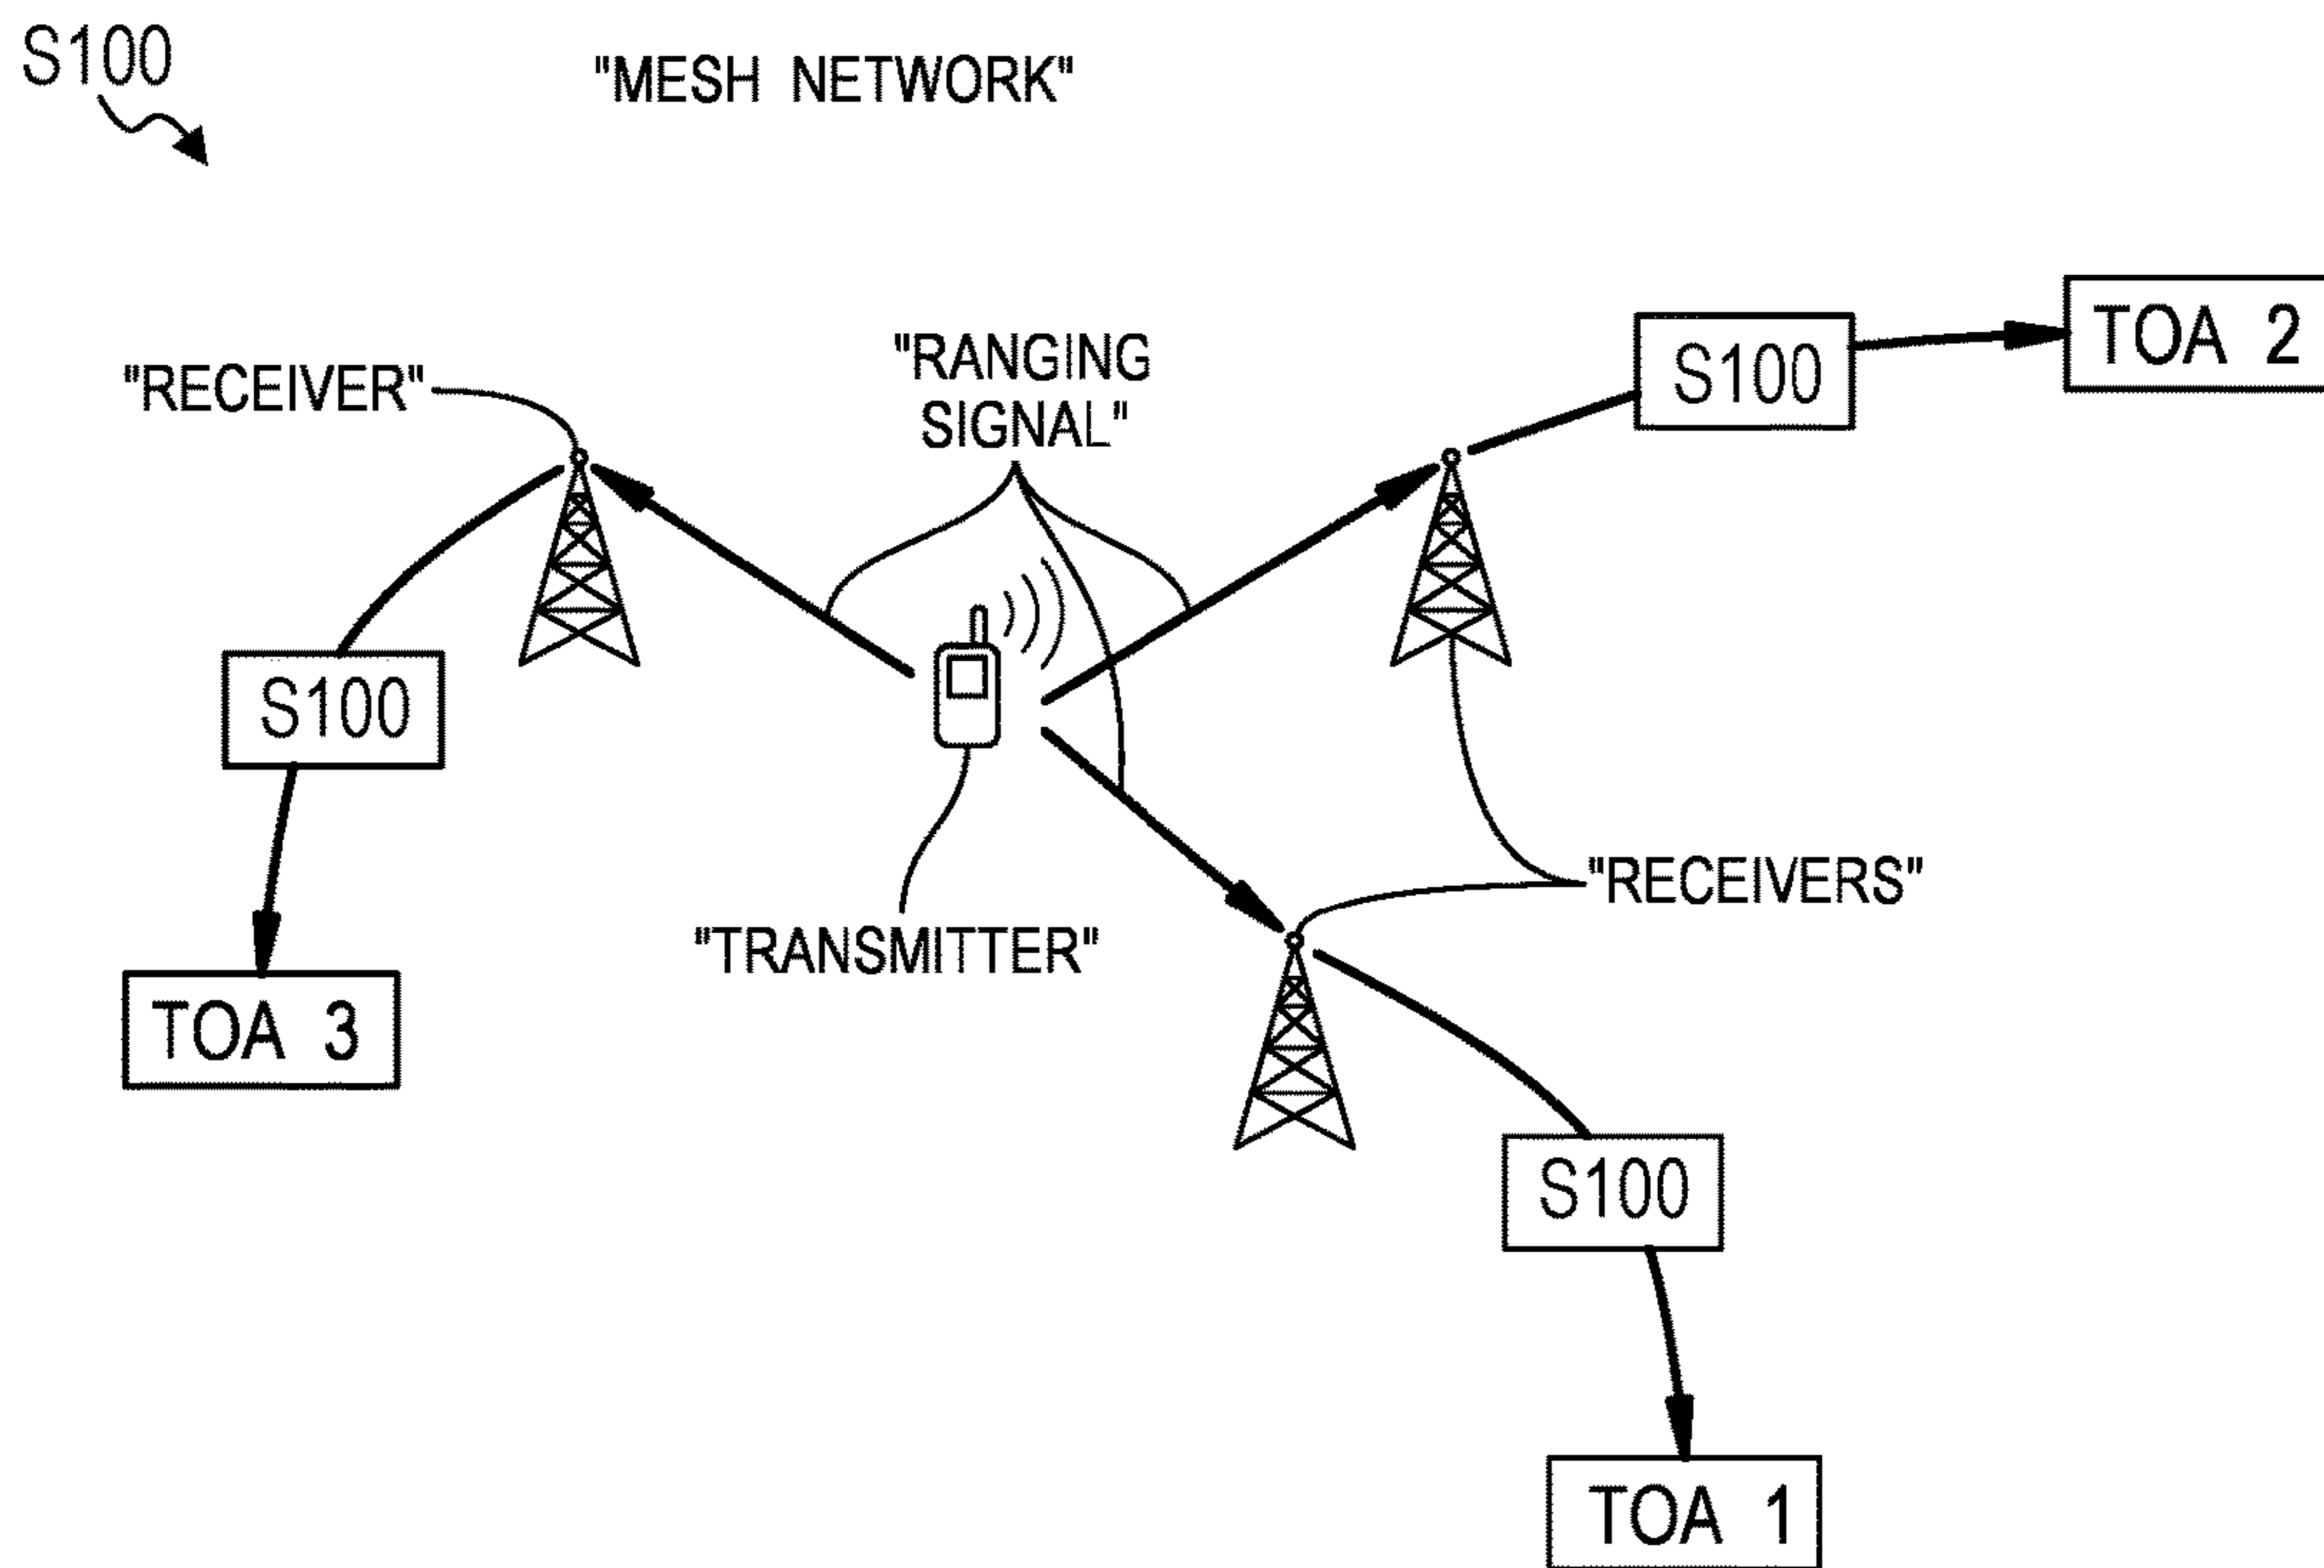 S100
"MESH NETWORK"
"RECEIVER"
"RANGING
SIGNAL"
S100
TOA 2
S100
"TRANSMITTER"
"RECEIVERS"
TOA 3
S100
TOA 1